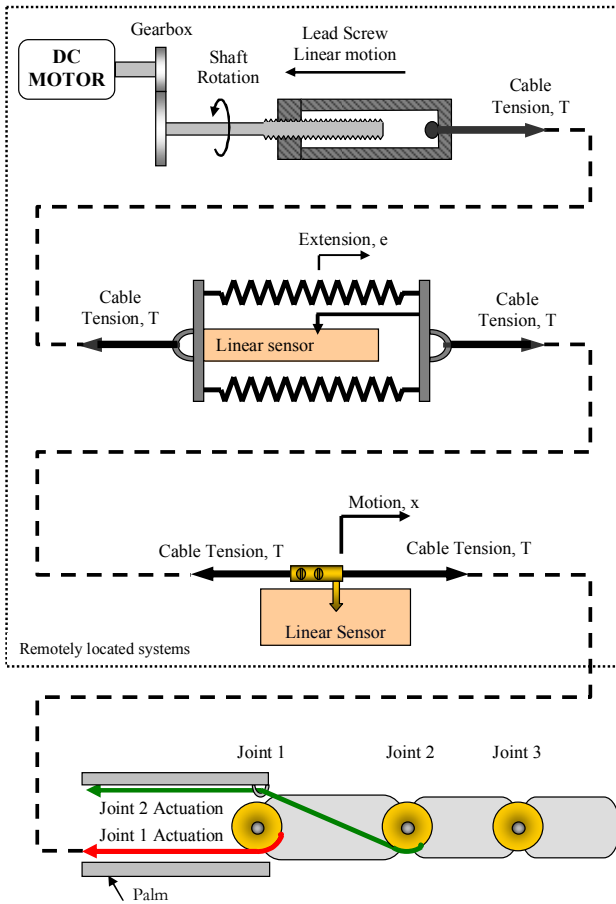 Gearbox
DC
MOTOR
Shaft
Rotation
Lead Screw
Linear motion
Cable
Tension, T
Extension, e
Cable
Tension, T
Cable
Tension, T
Linear sensor
Motion, x
Cable Tension, T
Cable Tension, T
Linear Sensor
Remotely located systems
Joint 1
Joint 2
Joint 3
Joint 2 Actuation
Joint 1 Actuation
Palm